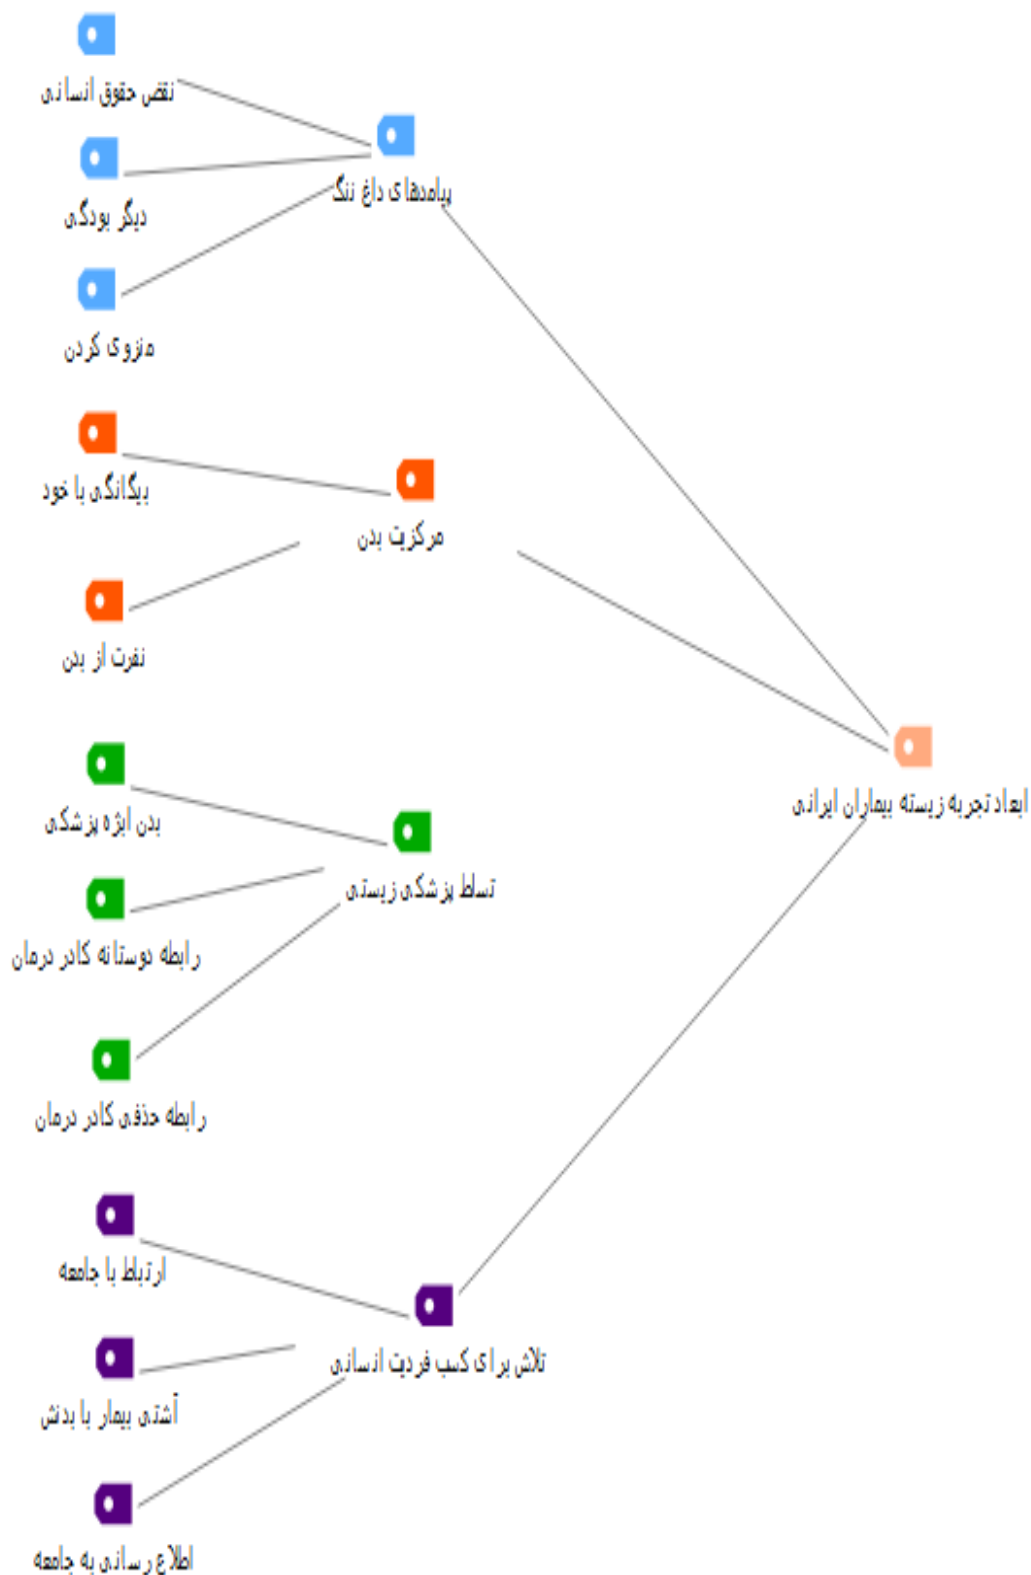 نقض حقوق انسانی
پیامدهای داغ ننگ
دیگر بودگی
منزوی کردن
بیگانگی با خود
مرکزیت بدن
نفرت از بدن
ابعاد تجربه زیسته بیماران ایرانی
بدن ابژه پزشکی
تسلط پزشکی زیستی
رابطه دوستانه کادر درمان
رابطه حذفی کادر درمان
ارتباط با جامعه
تلاش برای کسب فردیت انسانی
آشتی بیمار با بدنش
اطلاع رسانی به جامعه